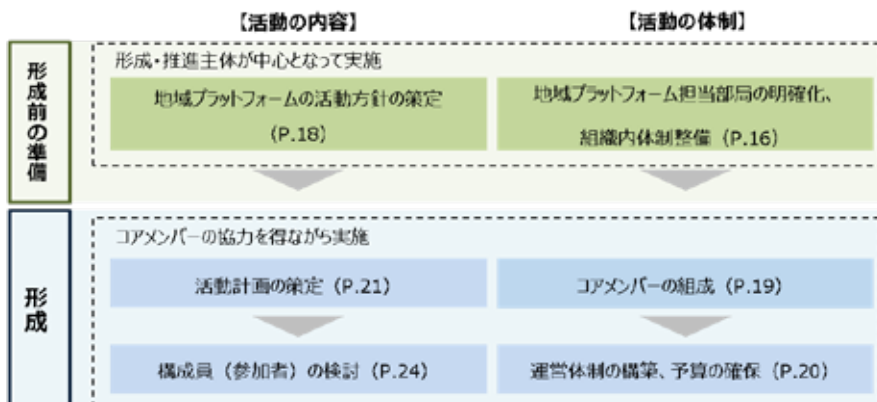 【活動の内容】
【活動の体制】
形成前の準備
形成・推進主体が中心となって実施
地域プラットフォームの活動方針の策定
(P.18)
地域プラットフォーム担当部局の明確化、
組織内体制整備（P.16）
形成
コアメンバーの協力を得ながら実施
活動計画の策定（P.21）
コアメンバーの組成（P.19）
構成員（参加者）の検討（P.24）
運営体制の構築、予算の確保（P.20）